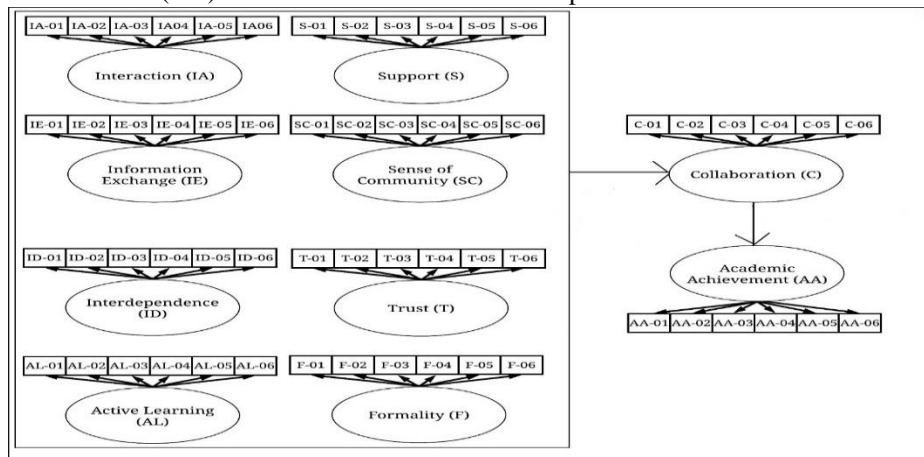 IA-01 IA-02 IA-03 IA04 IA-05 IA06
Interaction (IA)
S-01 S-02 S-03 S-04 S-05 S-06
Support (S)
IE-01 IE-02 IE-03 IE-04 IE-05 IE-06
Information
Exchange (IE)
SC-01 SC-02 SC-03 SC-04 SC-05 SC-06
Sense of
Community (SC)
ID-01 ID-02 ID-03 ID-04 ID-05 ID-06
Interdependence
(ID)
T-01 T-02 T-03 T-04 T-05 T-06
Trust (T)
AL-01 AL-02 AL-03 AL-04 AL-05 AL-06
Active Learning
(AL)
F-01 F-02 F-03 F-04 F-05 F-06
Formality (F)
C-01 C-02 C-03 C-04 C-05 C-06
Collaboration (C)
Academic
Achievement (AA)
AA-01 AA-02 AA-03 AA-04 AA-05 AA-06